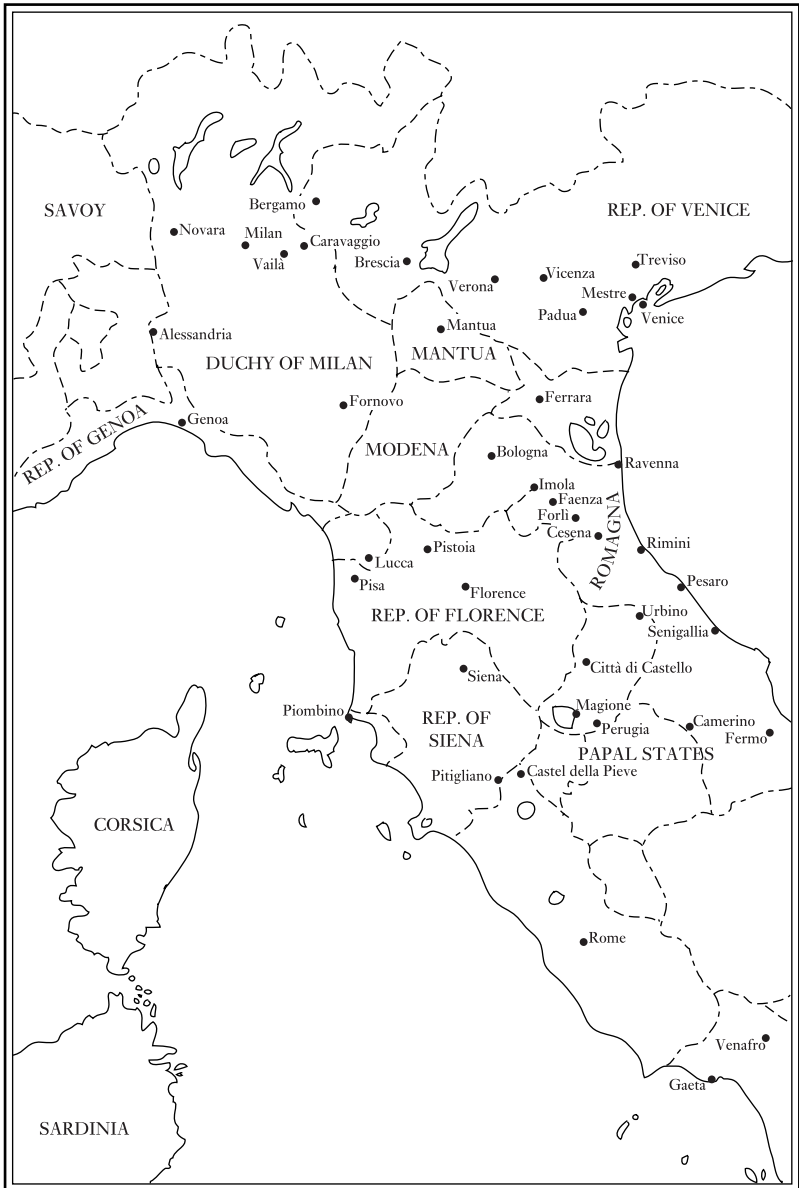 SAVOY
Bergamo
REP. OF VENICE
Novara
Milan
Caravaggio
Vailà
Brescia
Treviso
Vicenza
Verona
Mestre
Padua
Venice
Mantua
Alessandria
MANTUA
DUCHY OF MILAN
Ferrara
Fornovo
Genoa
REP. OF GENOA
MODENA
Bologna
Ravenna
Imola
Faenza
Forlì
Cesena
ROMAGNA
Rimini
Pistoia
Lucca
Pisa
Florence
Pesaro
REP. OF FLORENCE
Urbino
Senigallia
Città di Castello
Siena
Magione
Piombino
REP. OF
SIENA
Perugia
Camerino
Fermo
PAPAL STATES
Pitigliano
Castel della Pieve
CORSICA
Rome
Venafro
Gaeta
SARDINIA